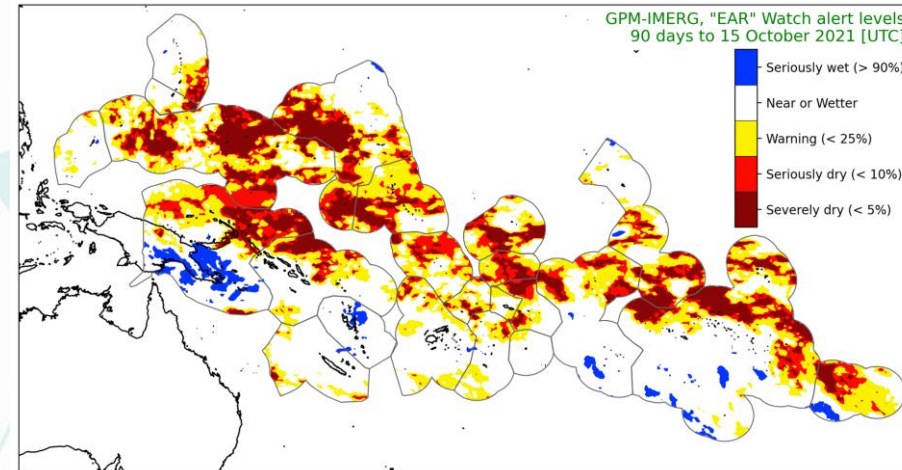 GPM-IMERG, "EAR" Watch alert levels
90 days to 15 October 2021 [UTC]
Seriously wet (> 90%)
Near or Wetter
Warning (< 25%)
Seriously dry (< 10%)
Severely dry (< 5%)